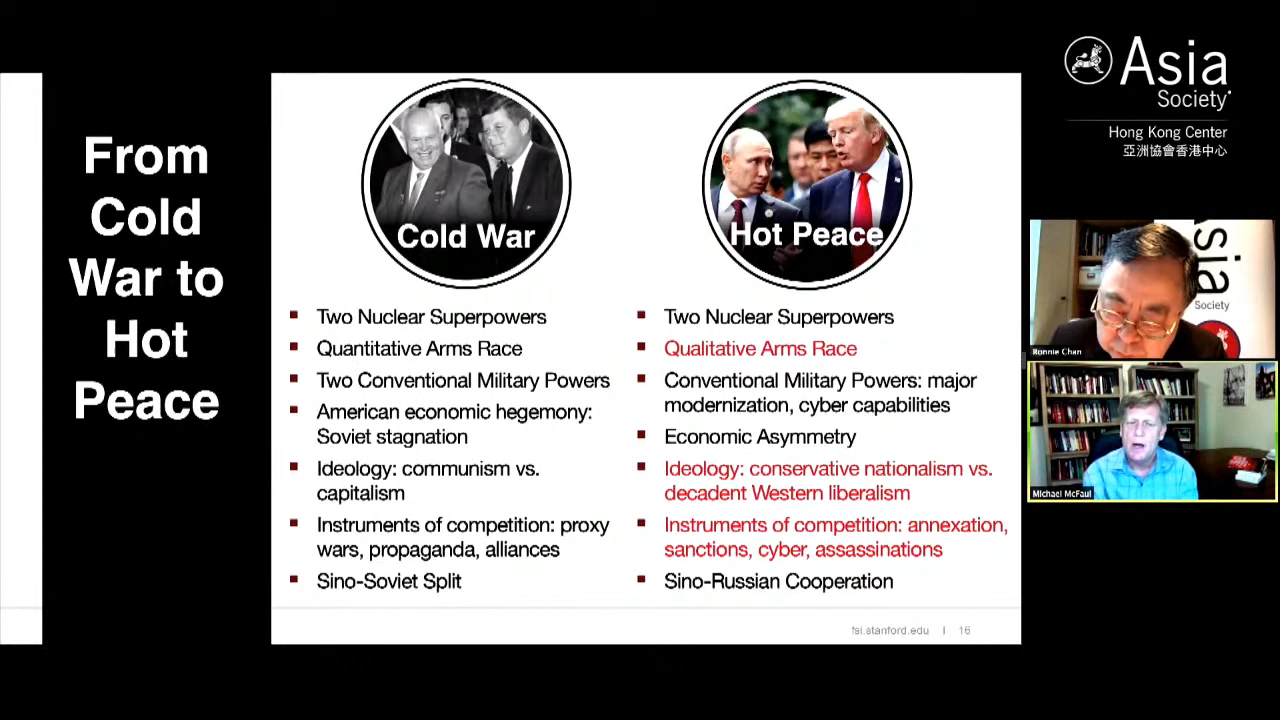 From
Cold
War to
Hot
Peace
Cold War
Two Nuclear Superpowers
Quantitative Arms Race
Two Conventional Military Powers
American economic hegemony:
Soviet stagnation
Ideology: communism vs.
capitalism
Instruments of competition: proxy
wars, propaganda, alliances
Sino-Soviet Split
Hot Peace
Two Nuclear Superpowers
Qualitative Arms Race
Conventional Military Powers: major
modernization, cyber capabilities
Economic Asymmetry
Ideology: conservative nationalism vs.
decadent Western liberalism
Instruments of competition: annexation,
sanctions, cyber, assassinations
Sino-Russian Cooperation
fsi.stanford.edu | 16
Asia
Society
Hong Kong Center
亞洲協會香港中心
sia
Society
Ronnie Chan
Michael McFaul